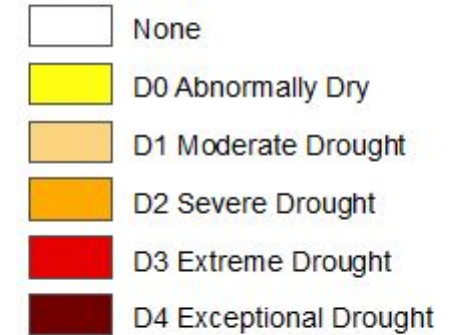 None
D0 Abnormally Dry
D1 Moderate Drought
D2 Severe Drought
D3 Extreme Drought
D4 Exceptional Drought